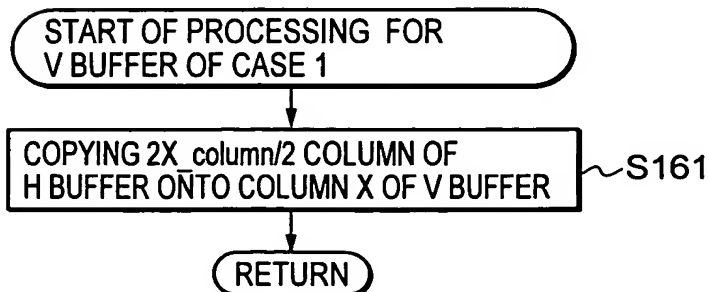 START OF PROCESSING FOR
V BUFFER OF CASE 1
COPYING 2X_column/2 COLUMN OF
H BUFFER ONTO COLUMN X OF V BUFFER
S161
RETURN